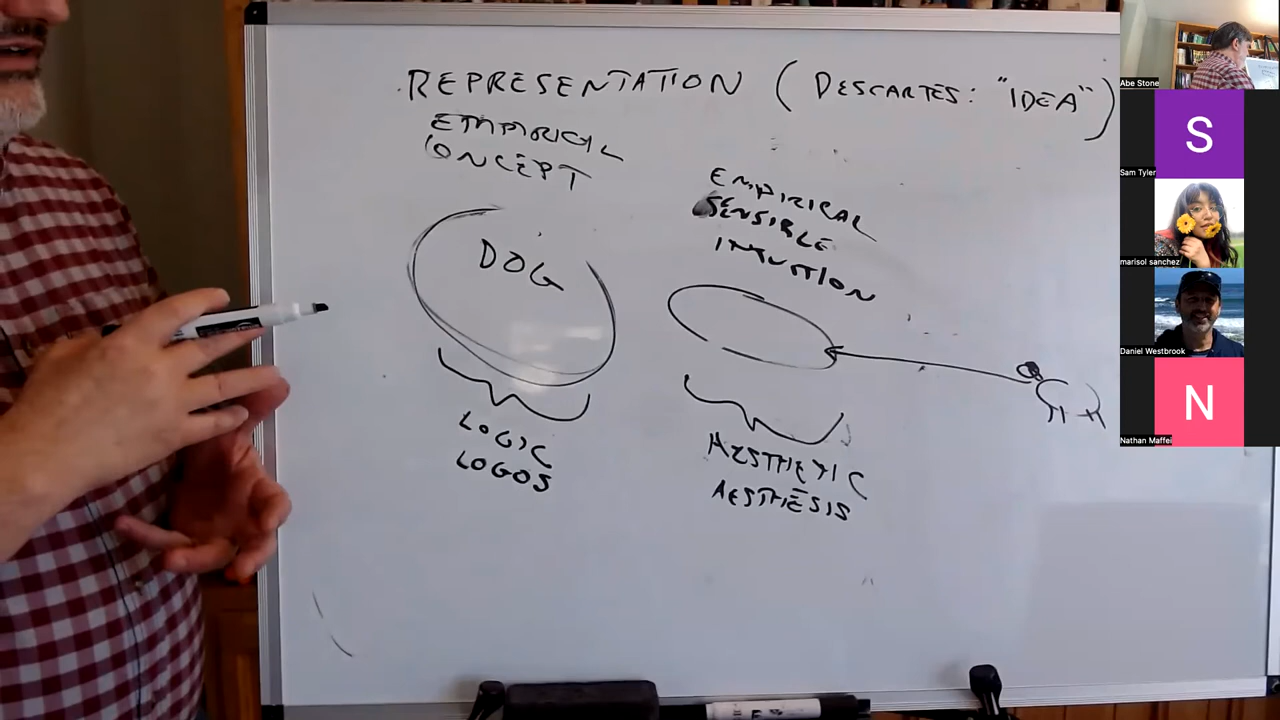 REPRESENTATION (DESCARTES: "IDEA")
EMPIRICAL
CONCEPT
DOG
LOGIC
LOGOS
EMPIRICAL
SENSIBLE
INTUITION
AESTHETIC
AESTHĒSIS
Abe Stone
S
Sam Tyler
marisol sanchez
Daniel Westbrook
N
Nathan Maffei